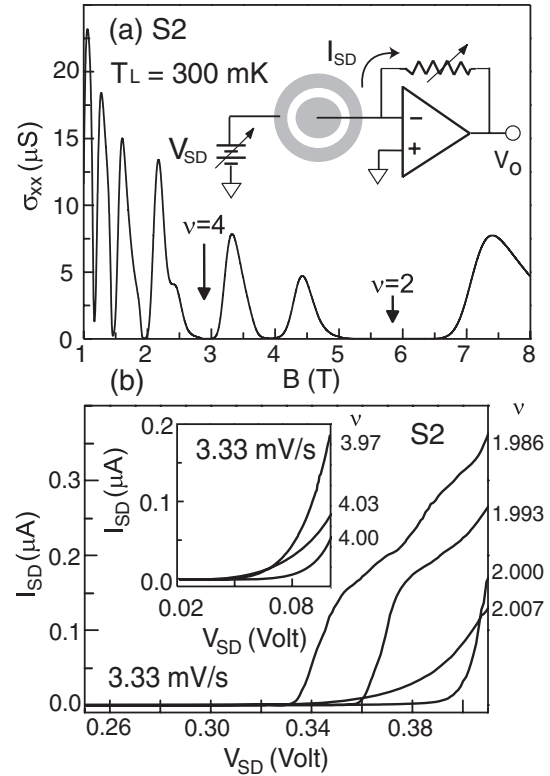 (a) S2
T_L = 300 mK
I_SD
V_SD
−
+
V_O
ν=4
ν=2
σ_xx (μS)
20
15
10
5
0
1 2 3 4 5 6 7 8
B (T)
(b)
S2
ν
1.986
1.993
2.000
2.007
I_SD (μA)
0.3
0.2
0.1
0.0
3.33 mV/s
0.26 0.30 0.34 0.38
V_SD (Volt)
3.33 mV/s
ν
3.97
4.03
4.00
I_SD (μA)
0.2
0.1
0.0
0.02 0.08
V_SD (Volt)